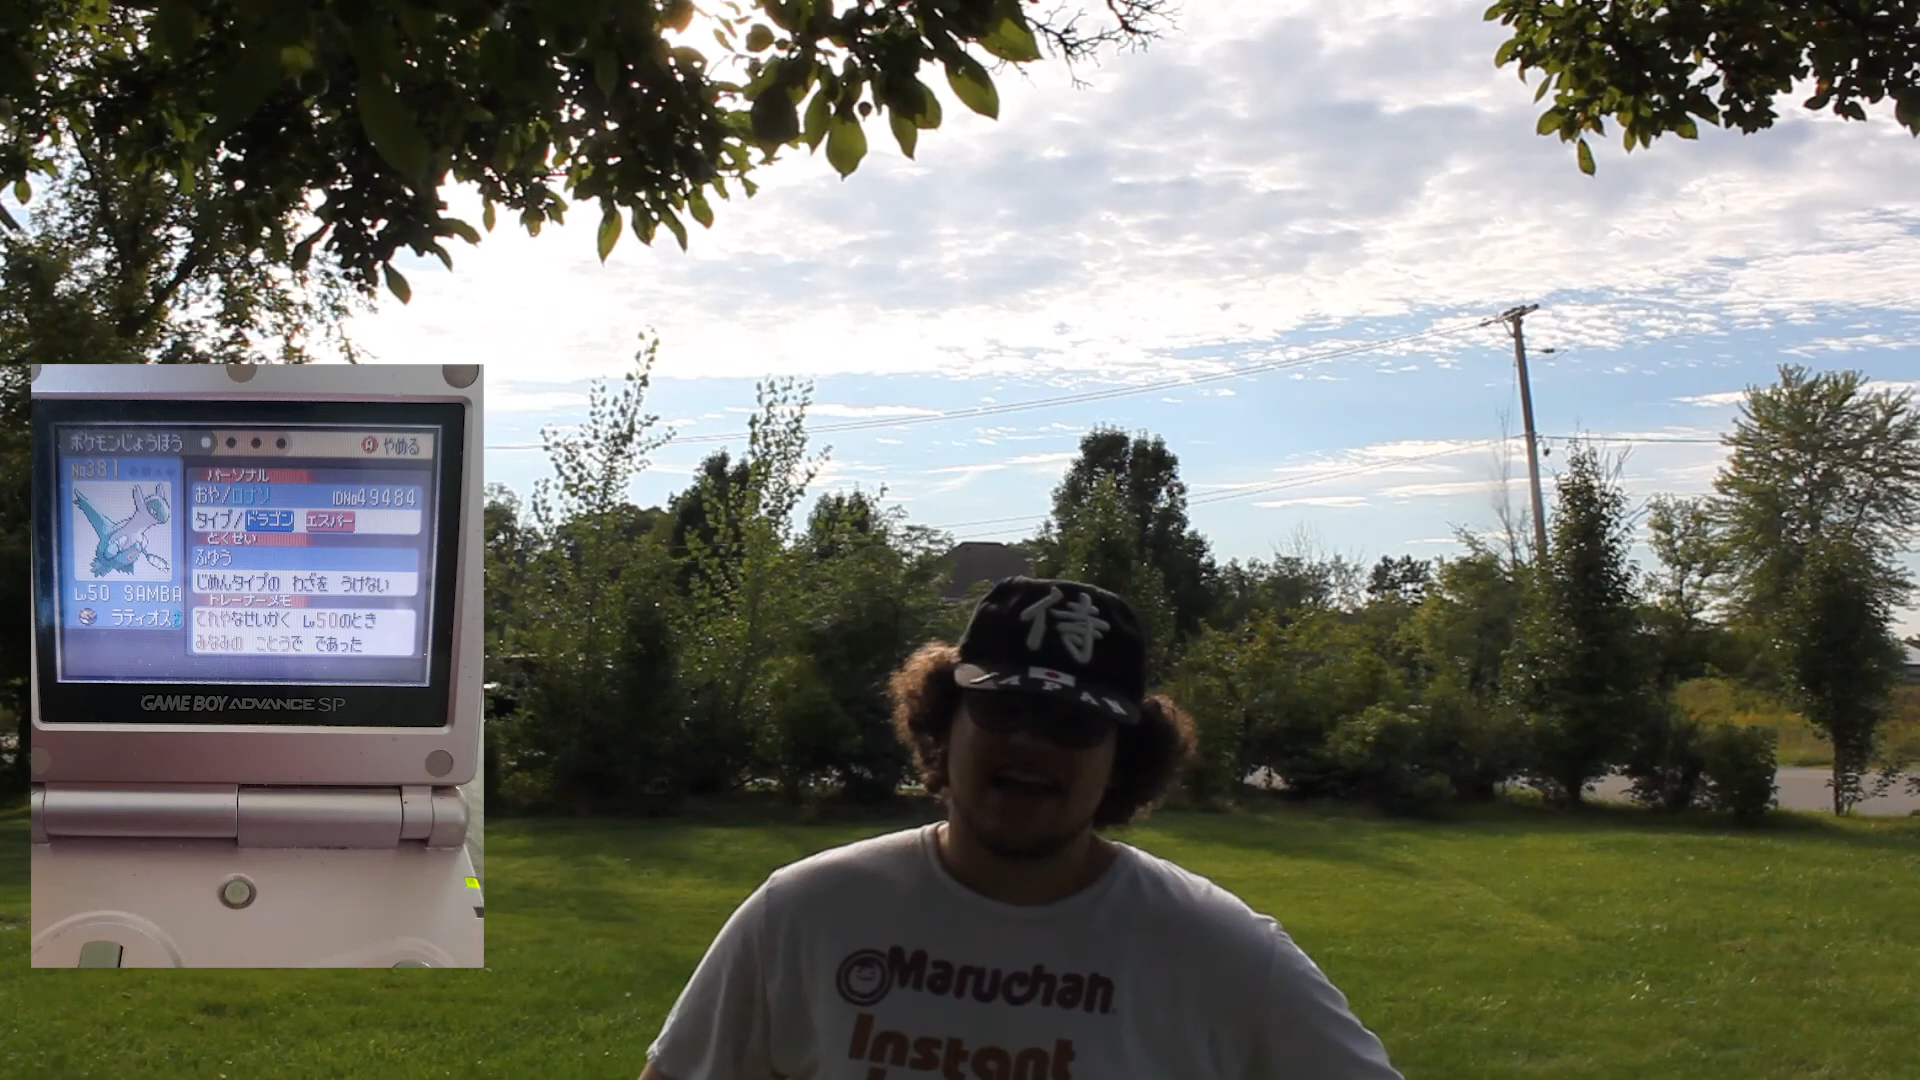 ポケモンじょうほう
やめる
No381
パーソナル
おや/ロナソ IDNo49484
タイプ/ドラゴン エスパー
とくせい
ふゆう
じめんタイプの わざを うけない
L50 SAMBA
ラティオス♂
トレーナーメモ
てれやなせいかく L50のとき
みなみの ことうで であった
GAME BOY ADVANCE SP
侍
JAPAN
Maruchan
Instant